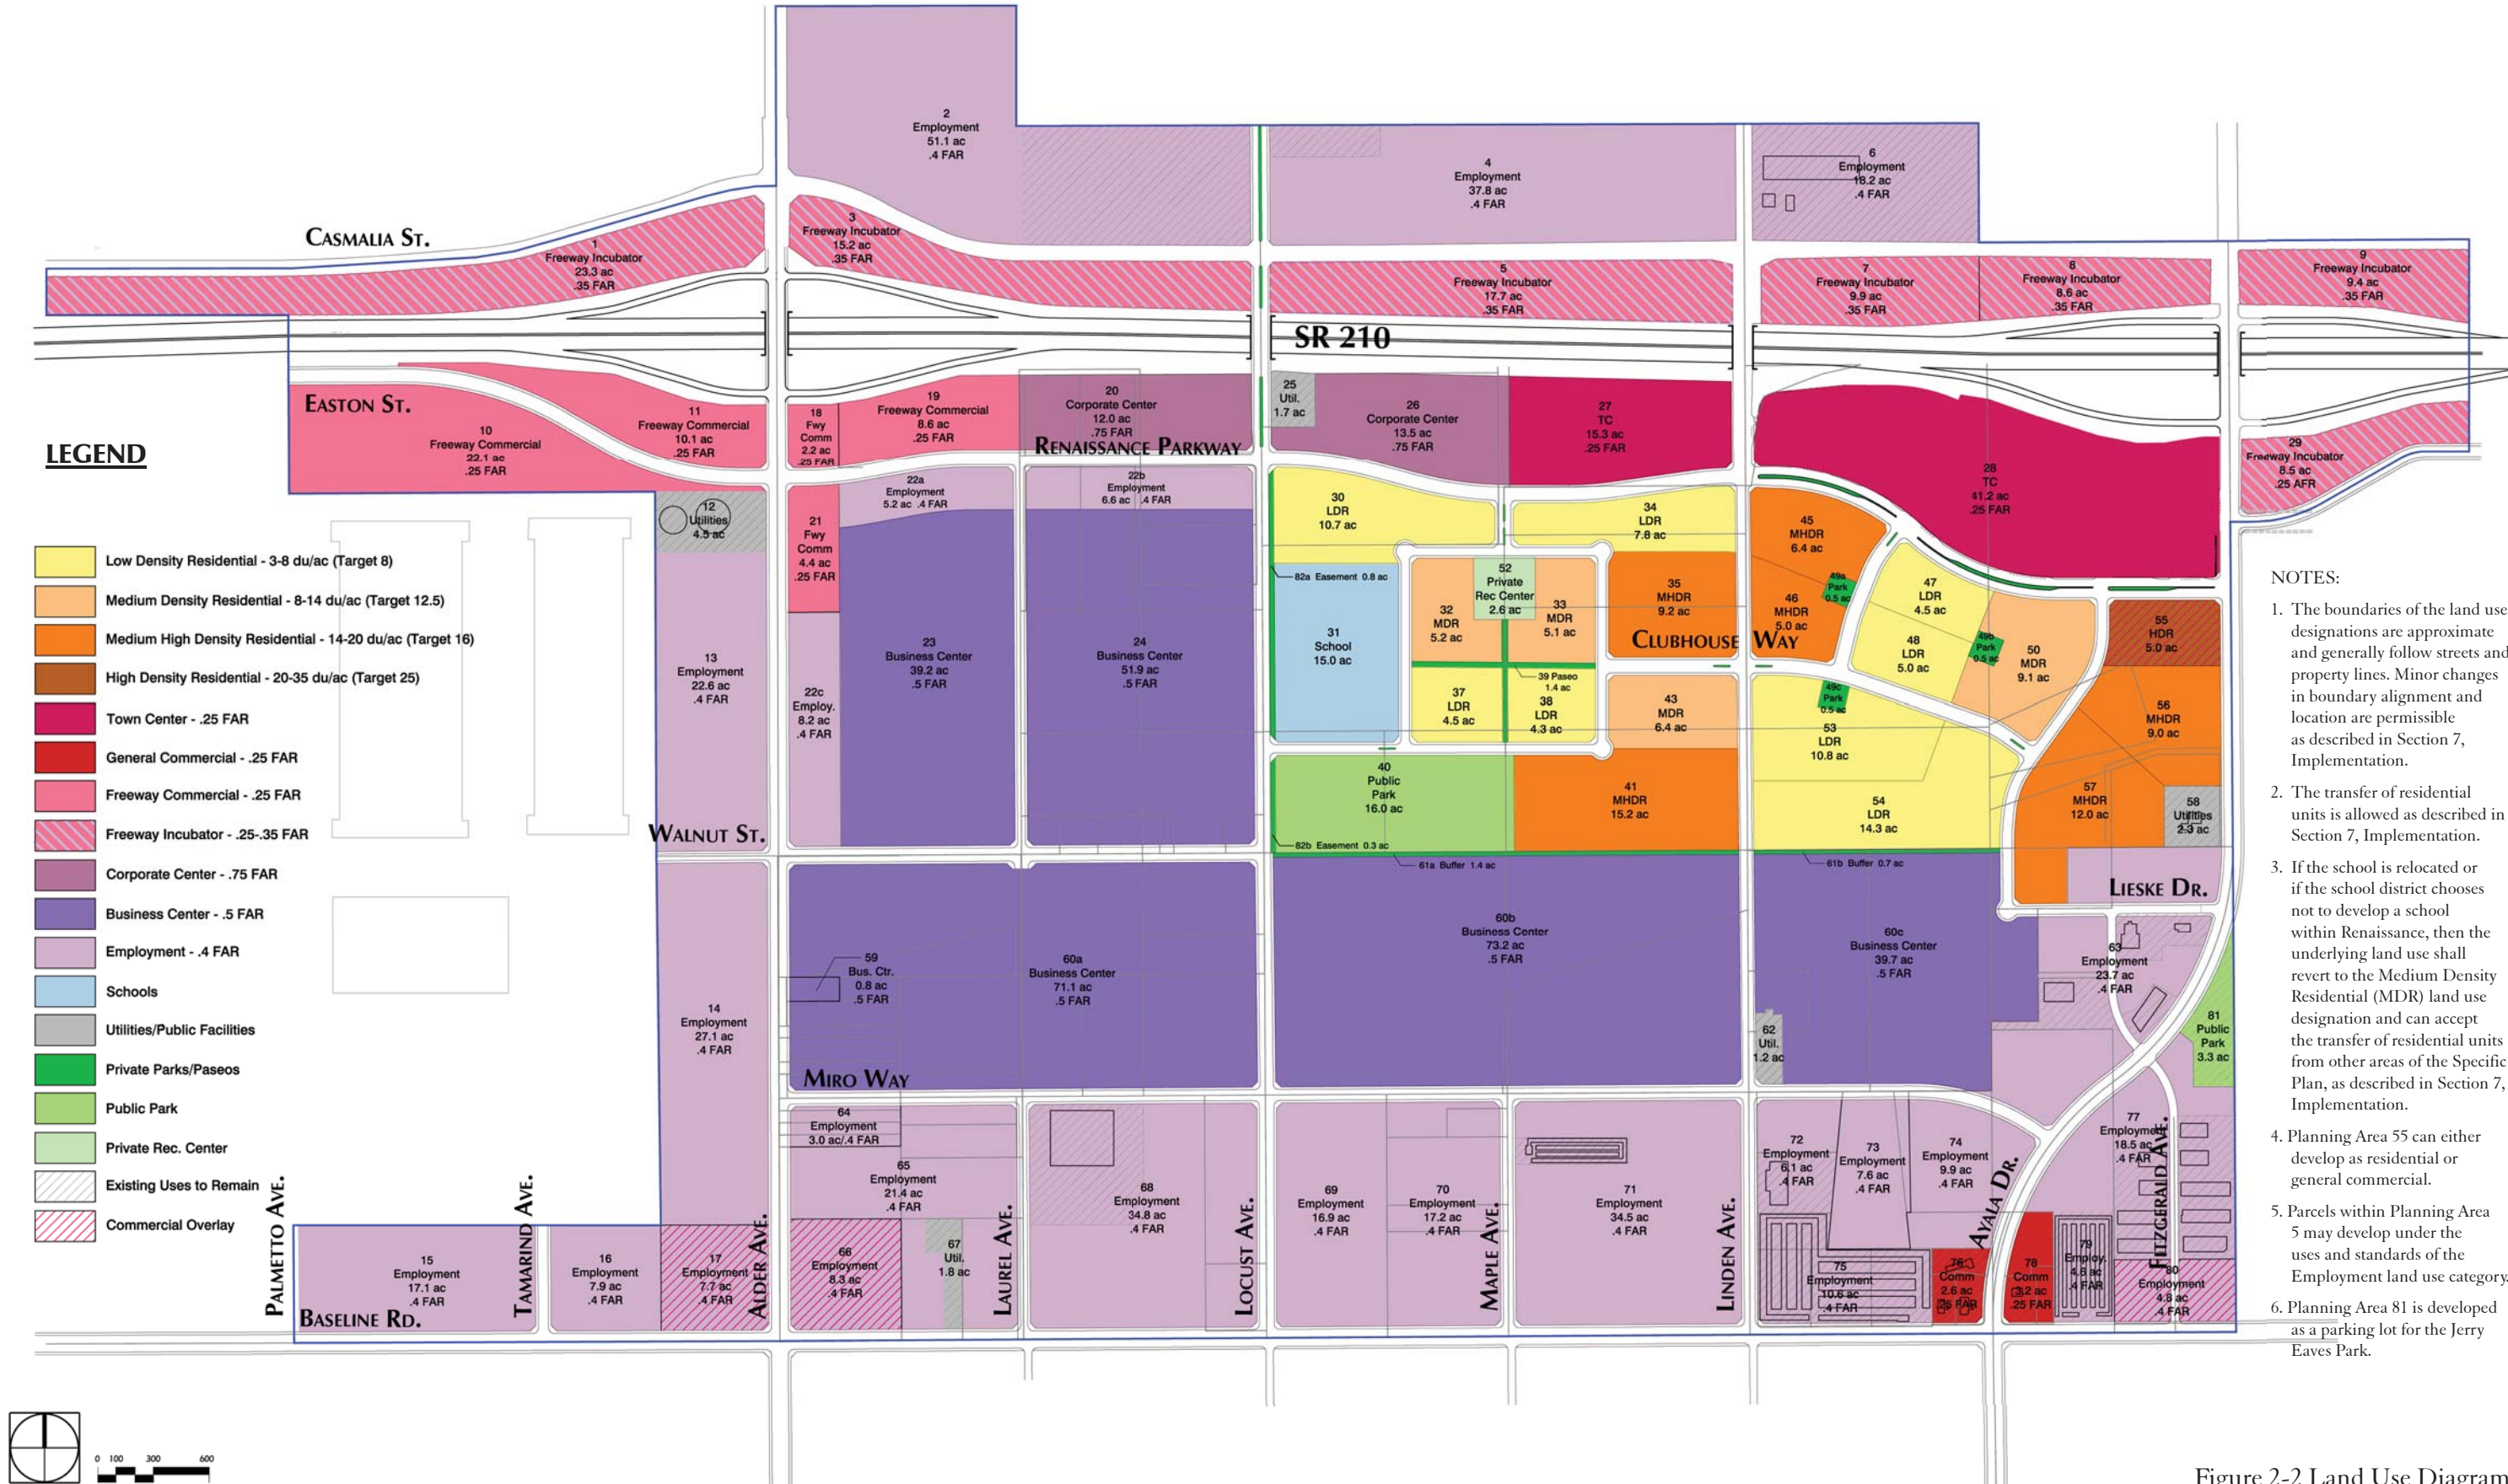 2
Employment
51.1 ac
.4 FAR
4
Employment
37.8 ac
.4 FAR
6
Employment
18.2 ac
.4 FAR
CASMALIA ST.
1
Freeway Incubator
23.3 ac
.35 FAR
3
Freeway Incubator
15.2 ac
.35 FAR
5
Freeway Incubator
17.7 ac
.35 FAR
7
Freeway Incubator
9.9 ac
.35 FAR
8
Freeway Incubator
8.6 ac
.35 FAR
9
Freeway Incubator
9.4 ac
.35 FAR
SR 210
EASTON ST.
10
Freeway Commercial
22.1 ac
.25 FAR
11
Freeway Commercial
10.1 ac
.25 FAR
18
Fwy
Comm
2.2 ac
.25 FAR
19
Freeway Commercial
8.6 ac
.25 FAR
20
Corporate Center
12.0 ac
.75 FAR
RENAISSANCE PARKWAY
25
Util.
1.7 ac
26
Corporate Center
13.5 ac
.75 FAR
27
TC
15.3 ac
.25 FAR
28
TC
41.2 ac
.25 FAR
29
Freeway Incubator
8.5 ac
.25 AFR
LEGEND
Low Density Residential - 3-8 du/ac (Target 8)
Medium Density Residential - 8-14 du/ac (Target 12.5)
Medium High Density Residential - 14-20 du/ac (Target 16)
High Density Residential - 20-35 du/ac (Target 25)
Town Center - .25 FAR
General Commercial - .25 FAR
Freeway Commercial - .25 FAR
Freeway Incubator - .25-.35 FAR
Corporate Center - .75 FAR
Business Center - .5 FAR
Employment - .4 FAR
Schools
Utilities/Public Facilities
Private Parks/Paseos
Public Park
Private Rec. Center
Existing Uses to Remain
Commercial Overlay
12
Utilities
4.5 ac
13
Employment
22.6 ac
.4 FAR
21
Fwy
Comm
4.4 ac
.25 FAR
22a
Employment
5.2 ac .4 FAR
22b
Employment
6.6 ac .4 FAR
22c
Employ.
8.2 ac
.4 FAR
23
Business Center
39.2 ac
.5 FAR
24
Business Center
51.9 ac
.5 FAR
30
LDR
10.7 ac
34
LDR
7.8 ac
82a Easement 0.8 ac
31
School
15.0 ac
32
MDR
5.2 ac
52
Private
Rec Center
2.6 ac
33
MDR
5.1 ac
35
MHDR
9.2 ac
CLUBHOUSE WAY
45
MHDR
6.4 ac
46
MHDR
5.0 ac
49a
Park
0.5 ac
47
LDR
4.5 ac
48
LDR
5.0 ac
49b
Park
0.5 ac
50
MDR
9.1 ac
55
HDR
5.0 ac
56
MHDR
9.0 ac
37
LDR
4.5 ac
39 Paseo
1.4 ac
38
LDR
4.3 ac
43
MDR
6.4 ac
49c
Park
0.5 ac
53
LDR
10.8 ac
40
Public
Park
16.0 ac
41
MHDR
15.2 ac
54
LDR
14.3 ac
57
MHDR
12.0 ac
58
Utilities
2.3 ac
82b Easement 0.3 ac
61a Buffer 1.4 ac
61b Buffer 0.7 ac
WALNUT ST.
LIESKE DR.
14
Employment
27.1 ac
.4 FAR
59
Bus. Ctr.
0.8 ac
.5 FAR
60a
Business Center
71.1 ac
.5 FAR
60b
Business Center
73.2 ac
.5 FAR
60c
Business Center
39.7 ac
.5 FAR
62
Util.
1.2 ac
63
Employment
23.7 ac
.4 FAR
81
Public
Park
3.3 ac
MIRO WAY
64
Employment
3.0 ac/.4 FAR
65
Employment
21.4 ac
.4 FAR
66
Employment
8.3 ac
.4 FAR
67
Util.
1.8 ac
68
Employment
34.8 ac
.4 FAR
69
Employment
16.9 ac
.4 FAR
70
Employment
17.2 ac
.4 FAR
71
Employment
34.5 ac
.4 FAR
72
Employment
6.1 ac
.4 FAR
73
Employment
7.6 ac
.4 FAR
74
Employment
9.9 ac
.4 FAR
75
Employment
10.6 ac
.4 FAR
76
Comm
2.6 ac
.25 FAR
78
Comm
3.2 ac
.25 FAR
79
Employ.
4.6 ac
.4 FAR
77
Employment
18.5 ac
.4 FAR
80
Employment
4.8 ac
.4 FAR
15
Employment
17.1 ac
.4 FAR
16
Employment
7.9 ac
.4 FAR
17
Employment
7.7 ac
.4 FAR
PALMETTO AVE.
TAMARIND AVE.
ALDER AVE.
LAUREL AVE.
LOCUST AVE.
MAPLE AVE.
LINDEN AVE.
AYALA DR.
FITZGERALD AVE.
BASELINE RD.
0 100 300 600
NOTES:
1. The boundaries of the land use
designations are approximate
and generally follow streets and
property lines. Minor changes
in boundary alignment and
location are permissible
as described in Section 7,
Implementation.
2. The transfer of residential
units is allowed as described in
Section 7, Implementation.
3. If the school is relocated or
if the school district chooses
not to develop a school
within Renaissance, then the
underlying land use shall
revert to the Medium Density
Residential (MDR) land use
designation and can accept
the transfer of residential units
from other areas of the Specific
Plan, as described in Section 7,
Implementation.
4. Planning Area 55 can either
develop as residential or
general commercial.
5. Parcels within Planning Area
5 may develop under the
uses and standards of the
Employment land use category.
6. Planning Area 81 is developed
as a parking lot for the Jerry
Eaves Park.
Figure 2-2 Land Use Diagram